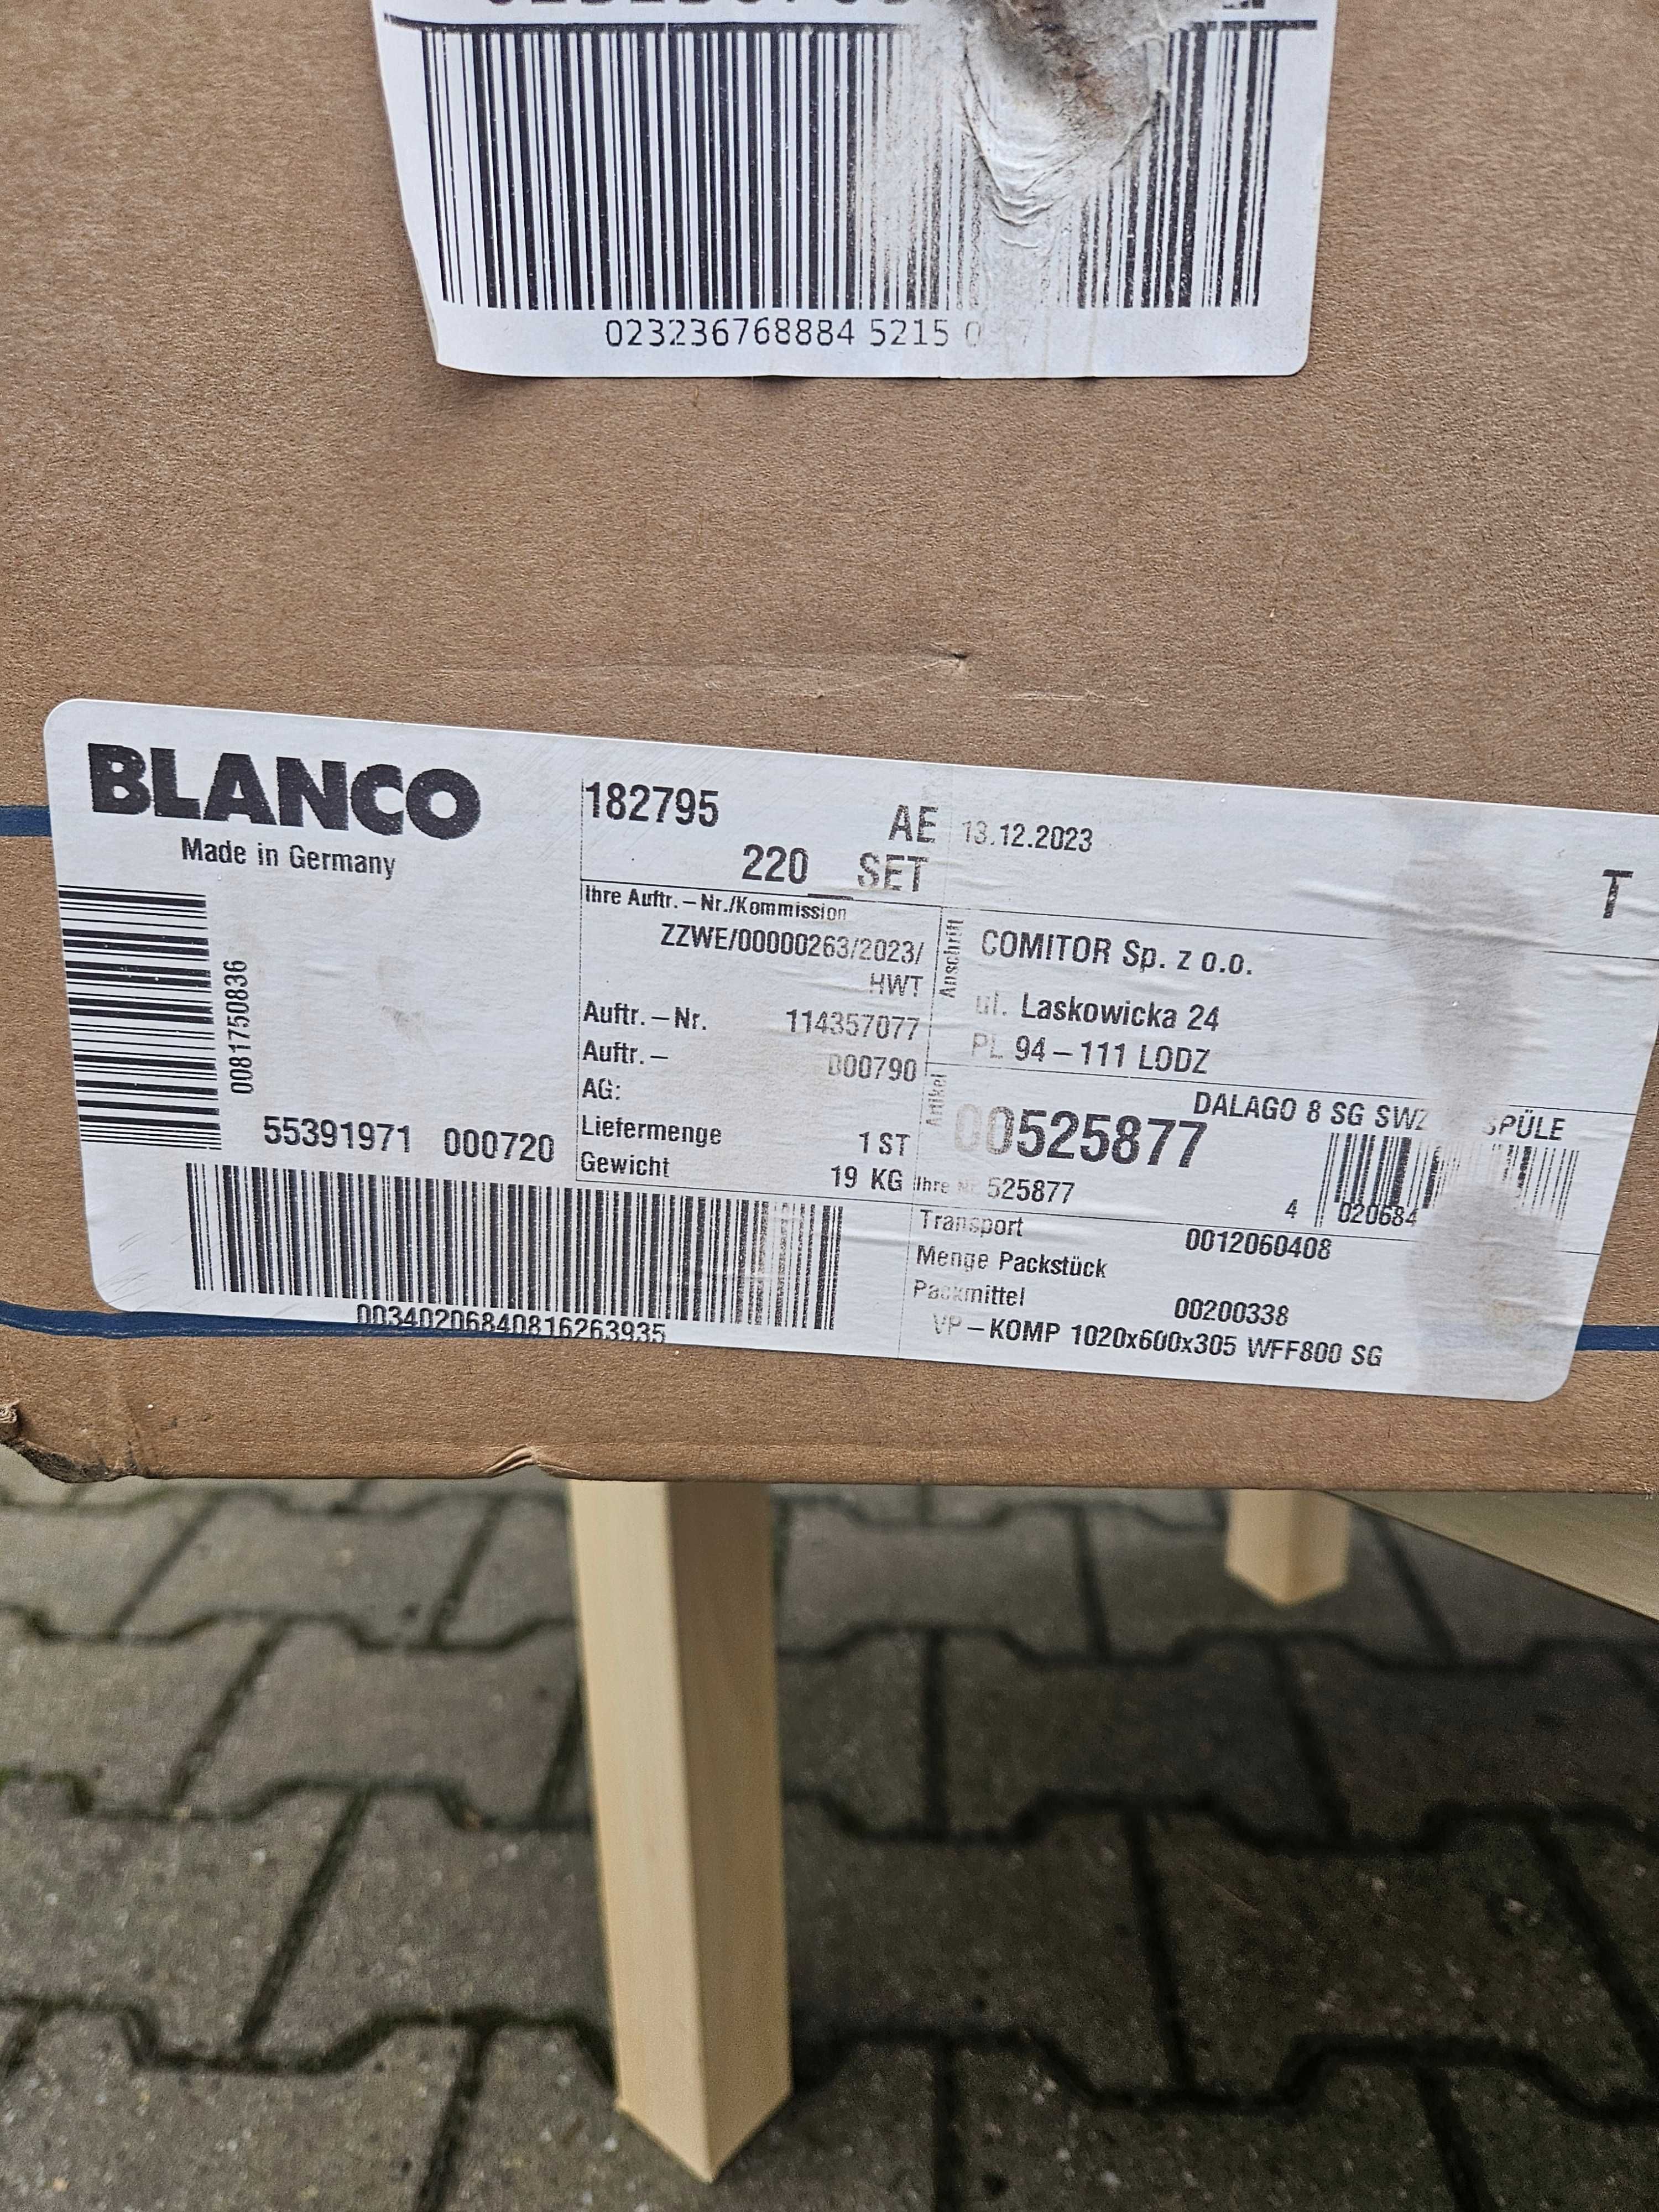 023236768884 5215
BLANCO
Made in Germany
0081750836
55391971 000720
00340206840816263935
182795
AE
220 SET
13.12.2023
T
Ihre Auftr.-Nr./Kommission
ZZWE/00000263/2023/
HWT
Auftr.-Nr. 114357077
Auftr.- 000790
AG:
Liefermenge 1 ST
Gewicht 19 KG
Anschrift
COMITOR Sp. z o.o.
ul. Laskowicka 24
PL 94-111 LODZ
Artikel
DALAGO 8 SG SWZ SPÜLE
00525877
Ihre Nr. 525877
4 020684
Transport 0012060408
Menge Packstück
Packmittel 00200338
VP-KOMP 1020x600x305 WFF800 SG